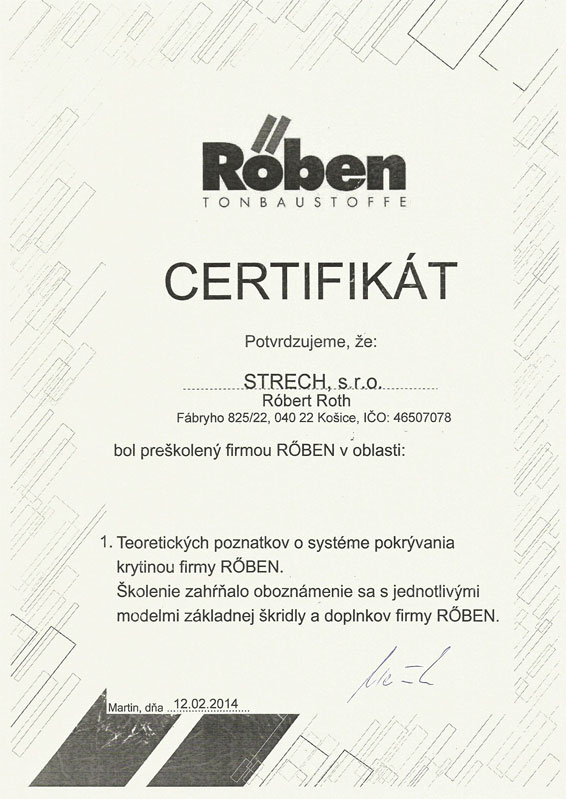 Rőben
TONBAUSTOFFE
CERTIFIKÁT
Potvrdzujeme, že:
STRECH, s.r.o.
Róbert Roth
Fábryho 825/22, 040 22 Košice, IČO: 46507078
bol preškolený firmou RŐBEN v oblasti:
1. Teoretických poznatkov o systéme pokrývania
krytinou firmy RŐBEN.
Školenie zahŕňalo oboznámenie sa s jednotlivými
modelmi základnej škridly a doplnkov firmy RŐBEN.
Martin, dňa 12.02.2014